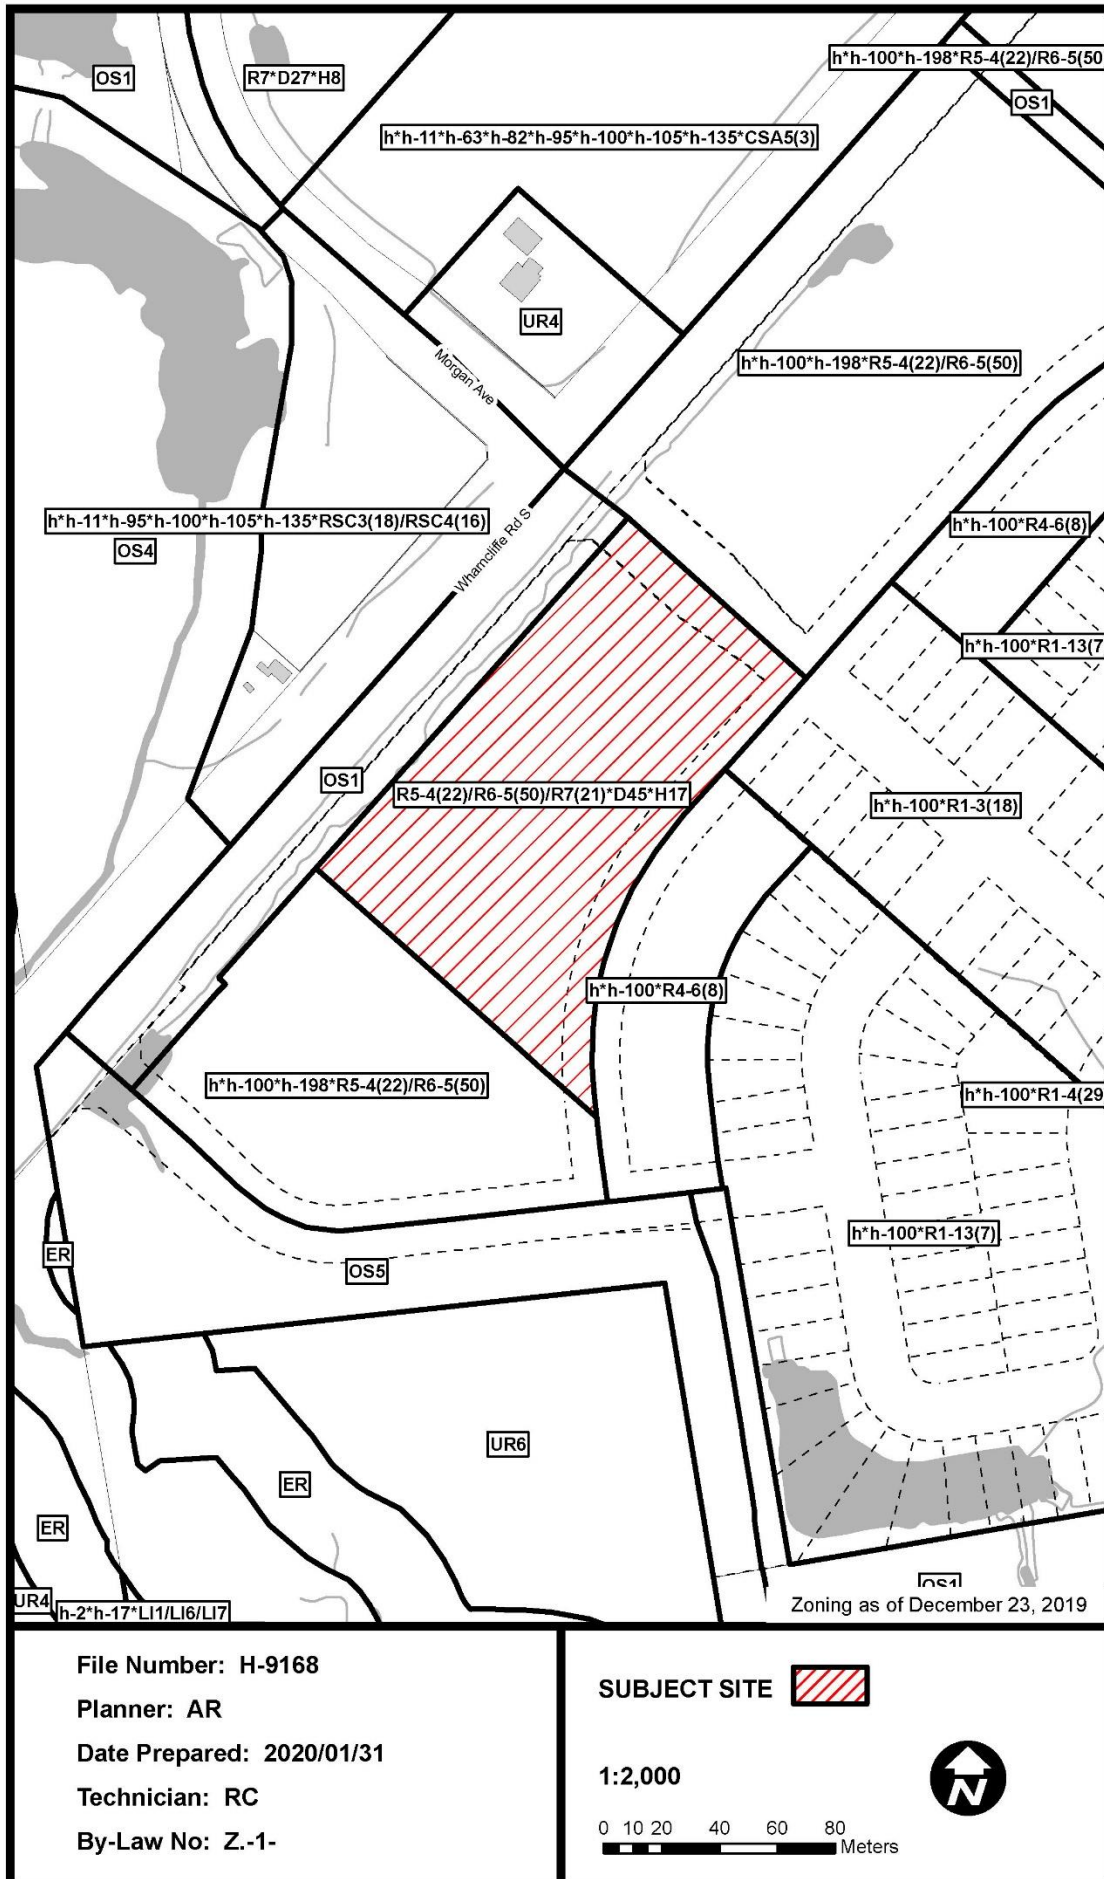 h*h-100*h-198*R5-4(22)/R6-5(50
OS1
R7*D27*H8
OS1
h*h-11*h-63*h-82*h-95*h-100*h-105*h-135*CSA5(3)
UR4
Morgan Ave
h*h-100*h-198*R5-4(22)/R6-5(50)
h*h-11*h-95*h-100*h-105*h-135*RSC3(18)/RSC4(16)
h*h-100*R4-6(8)
OS4
Wharncliffe Rd S
h*h-100*R1-13(7
OS1
R5-4(22)/R6-5(50)/R7(21)*D45*H17
h*h-100*R1-3(18)
h*h-100*R4-6(8)
h*h-100*h-198*R5-4(22)/R6-5(50)
h*h-100*R1-4(29
h*h-100*R1-13(7)
ER
OS5
UR6
ER
ER
OS1
UR4
h-2*h-17*LI1/LI6/LI7
Zoning as of December 23, 2019
File Number: H-9168
Planner: AR
Date Prepared: 2020/01/31
Technician: RC
By-Law No: Z.-1-
SUBJECT SITE
1:2,000
N
0 10 20 40 60 80
Meters